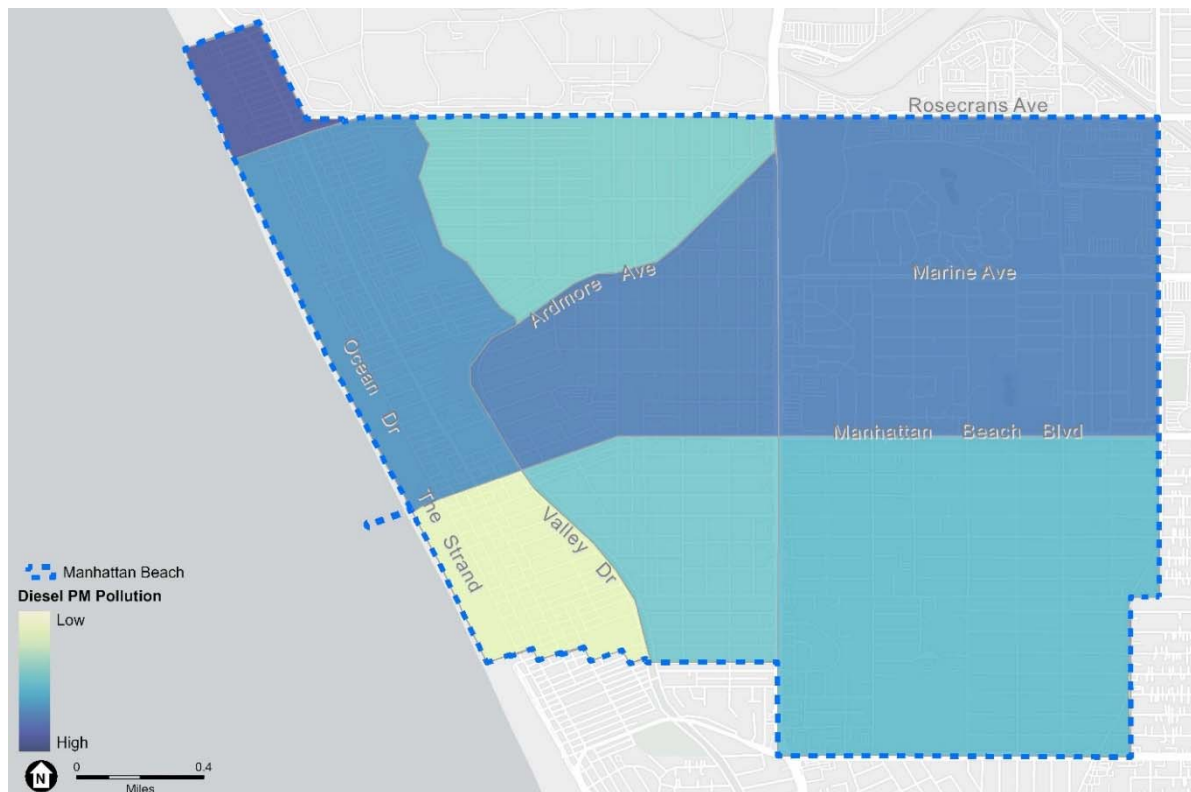 Rosecrans Ave
Marine Ave
Ardmore Ave
Ocean Dr
Manhattan Beach Blvd
The Strand
Valley Dr
Manhattan Beach
Diesel PM Pollution
Low
High
N
0 0.4
Miles